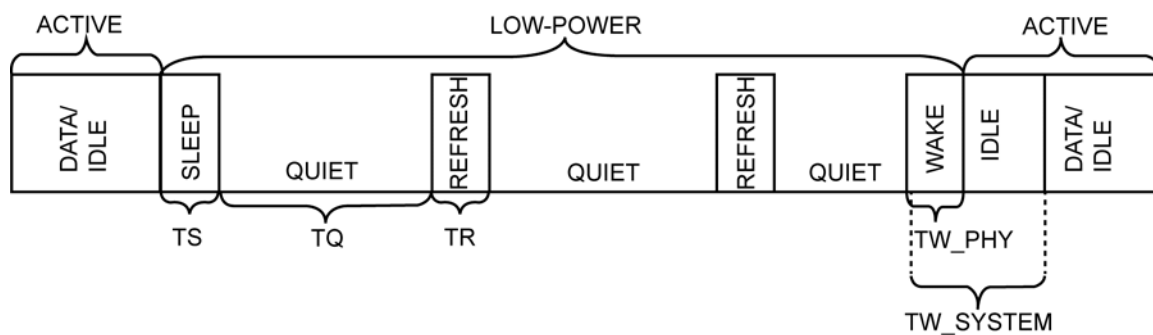 ACTIVE
LOW-POWER
ACTIVE
DATA/
IDLE
SLEEP
QUIET
REFRESH
QUIET
REFRESH
QUIET
WAKE
IDLE
DATA/
IDLE
TS
TQ
TR
TW_PHY
TW_SYSTEM